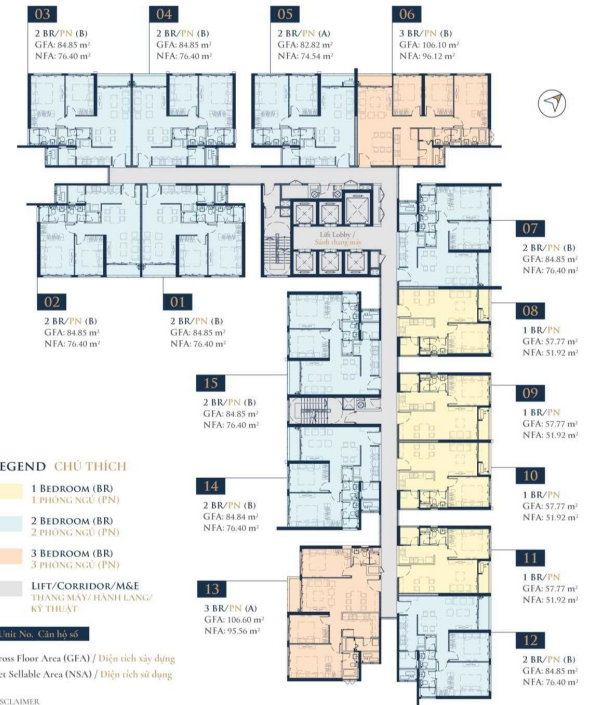 03
2 BR/PN (B)
GFA: 84.85 m²
NFA: 76.40 m²
04
2 BR/PN (B)
GFA: 84.85 m²
NFA: 76.40 m²
05
2 BR/PN (A)
GFA: 82.82 m²
NFA: 74.54 m²
06
3 BR/PN (B)
GFA: 106.10 m²
NFA: 96.12 m²
Lift Lobby /
Sảnh thang máy
02
2 BR/PN (B)
GFA: 84.85 m²
NFA: 76.40 m²
01
2 BR/PN (B)
GFA: 84.85 m²
NFA: 76.40 m²
07
2 BR/PN (B)
GFA: 84.85 m²
NFA: 76.40 m²
08
1 BR/PN
GFA: 57.77 m²
NFA: 51.92 m²
15
2 BR/PN (B)
GFA: 84.85 m²
NFA: 76.40 m²
09
1 BR/PN
GFA: 57.77 m²
NFA: 51.92 m²
14
2 BR/PN (B)
GFA: 84.84 m²
NFA: 76.40 m²
10
1 BR/PN
GFA: 57.77 m²
NFA: 51.92 m²
11
1 BR/PN
GFA: 57.77 m²
NFA: 51.92 m²
13
3 BR/PN (A)
GFA: 106.60 m²
NFA: 95.56 m²
12
2 BR/PN (B)
GFA: 84.85 m²
NFA: 76.40 m²
EGEND CHÚ THÍCH
1 BEDROOM (BR)
1 PHÒNG NGỦ (PN)
2 BEDROOM (BR)
2 PHÒNG NGỦ (PN)
3 BEDROOM (BR)
3 PHÒNG NGỦ (PN)
LIFT/CORRIDOR/M&E
THANG MÁY/ HÀNH LANG/
KỸ THUẬT
Unit No. Căn hộ số
ross Floor Area (GFA) / Diện tích xây dựng
et Sellable Area (NSA) / Diện tích sử dụng
SCLAIMER